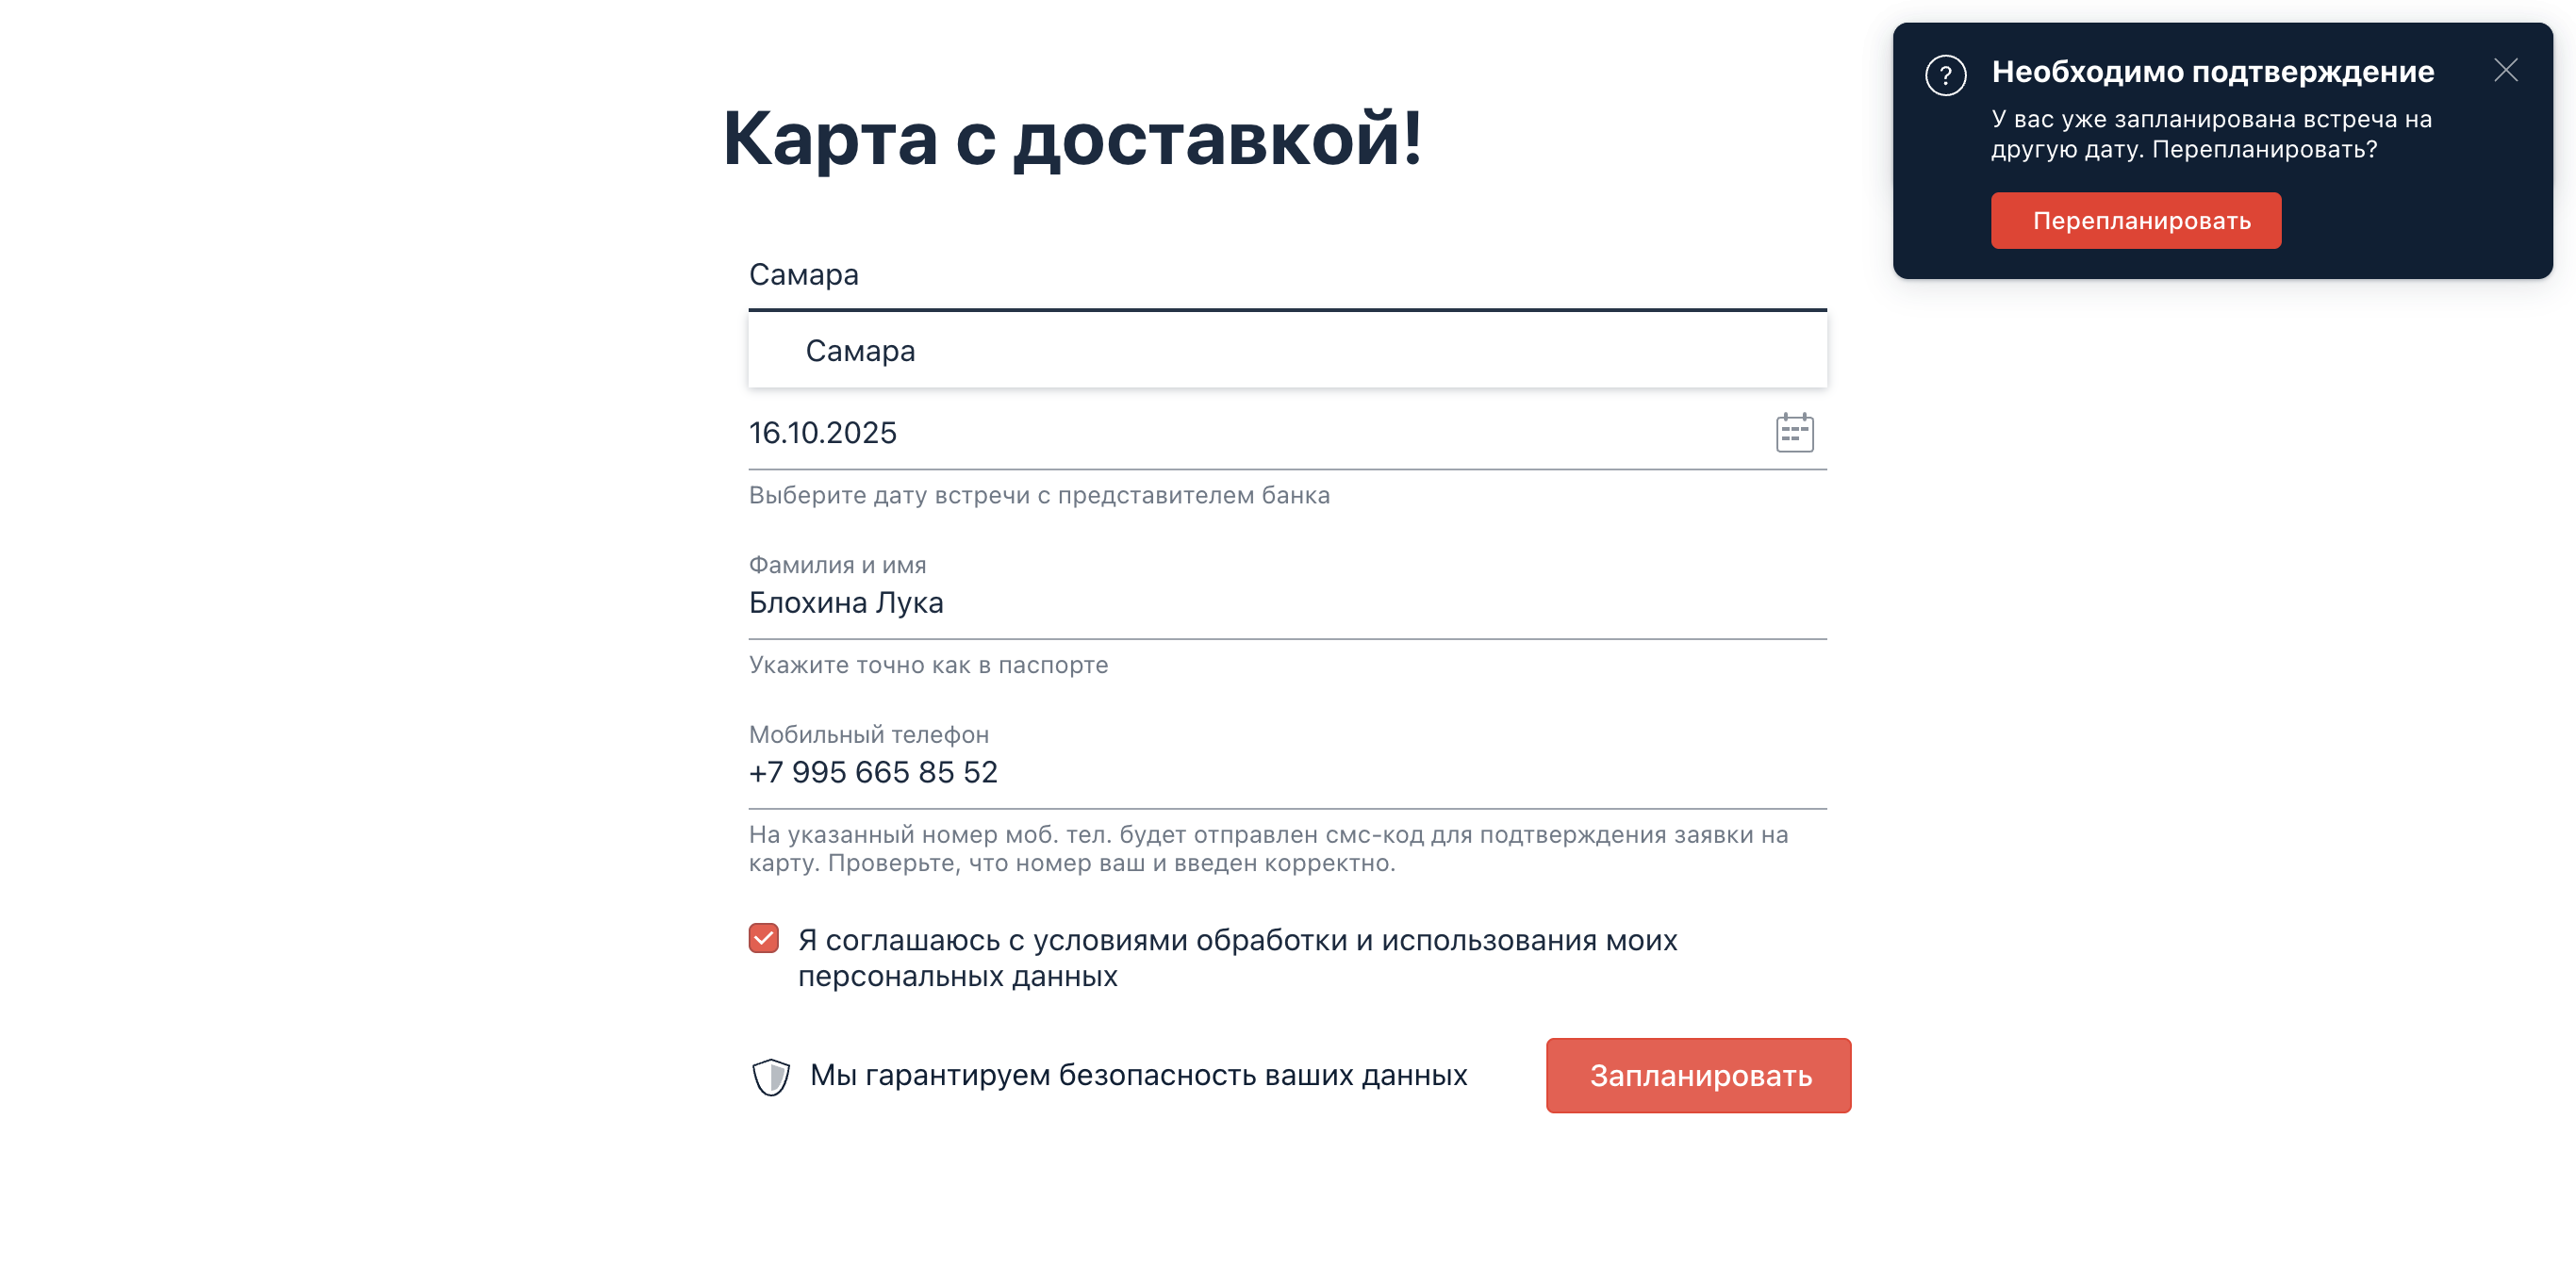 Необходимо подтверждение
У вас уже запланирована встреча на
другую дату. Перепланировать?
Перепланировать
Карта с доставкой!
Самара
Самара
16.10.2025
Выберите дату встречи с представителем банка
Фамилия и имя
Блохина Лука
Укажите точно как в паспорте
Мобильный телефон
+7 995 665 85 52
На указанный номер моб. тел. будет отправлен смс-код для подтверждения заявки на
карту. Проверьте, что номер ваш и введен корректно.
Я соглашаюсь с условиями обработки и использования моих
персональных данных
Мы гарантируем безопасность ваших данных
Запланировать